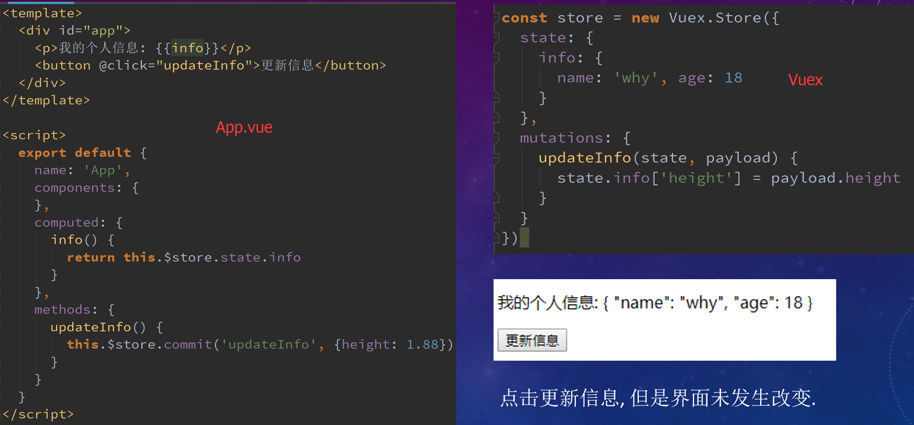 <template>
<div id="app">
<p>我的个人信息: {{info}}</p>
<button @click="updateInfo">更新信息</button>
</div>
</template>
<script>
export default {
name: 'App',
components: {
},
computed: {
info() {
return this.$store.state.info
}
},
methods: {
updateInfo() {
this.$store.commit('updateInfo', {height: 1.88})
}
}
}
</script>
App.vue
const store = new Vuex.Store({
state: {
info: {
name: 'why', age: 18
}
},
mutations: {
updateInfo(state, payload) {
state.info['height'] = payload.height
}
}
})
Vuex
我的个人信息: { "name": "why", "age": 18 }
更新信息
点击更新信息, 但是界面未发生改变.